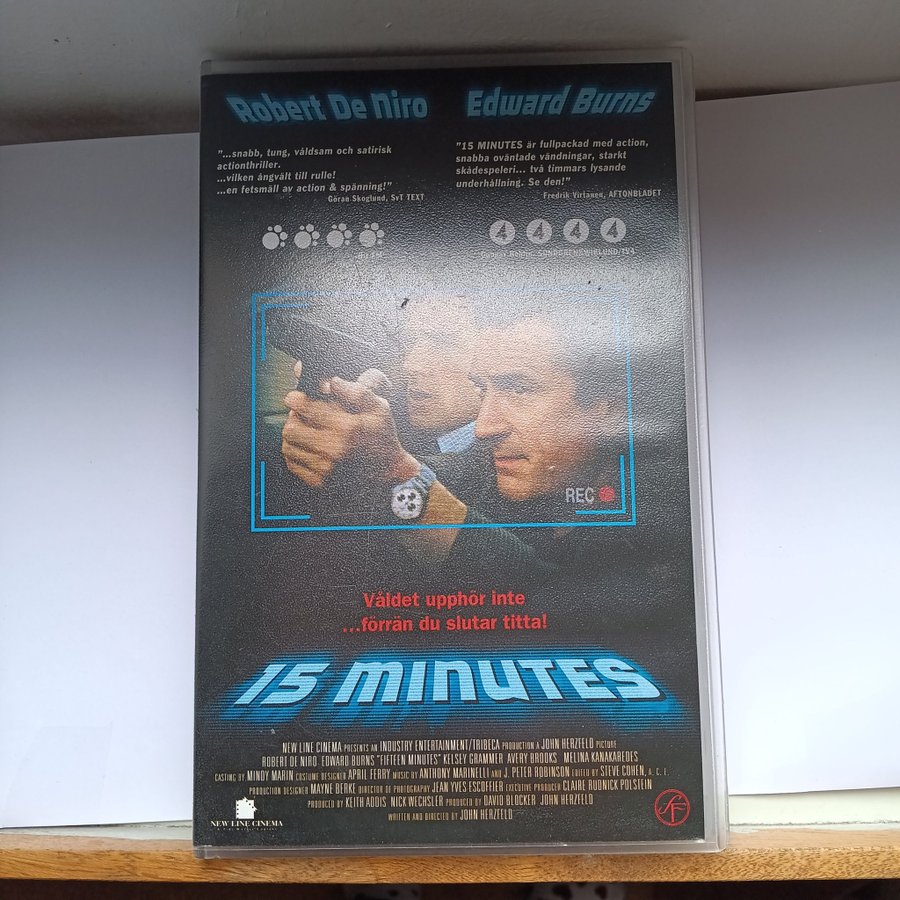 Robert De Niro
Edward Burns
"...snabb, tung, våldsam och satirisk
actionthriller.
...vilken ångvält till rulle!
...en fetsmäll av action & spänning!"
Göran Skoglund, SvT TEXT
"15 MINUTES är fullpackad med action,
snabba oväntade vändningar, starkt
skådespeleri... två timmars lysande
underhållning. Se den!"
Fredrik Virtanen, AFTONBLADET
4 4 4 4
REC
Våldet upphör inte
...förrän du slutar titta!
15 MINUTES
NEW LINE CINEMA PRESENTS AN INDUSTRY ENTERTAINMENT/TRIBECA PRODUCTION A JOHN HERZFELD PICTURE
ROBERT DE NIRO EDWARD BURNS "FIFTEEN MINUTES" KELSEY GRAMMER AVERY BROOKS MELINA KANAKAREDES
CASTING BY MINDY MARIN COSTUME DESIGNER APRIL FERRY MUSIC BY ANTHONY MARINELLI AND J. PETER ROBINSON EDITED BY STEVE COHEN, A.C.E.
PRODUCTION DESIGNER MAYNE BERKE DIRECTOR OF PHOTOGRAPHY JEAN YVES ESCOFFIER EXECUTIVE PRODUCER CLAIRE RUDNICK POLSTEIN
PRODUCED BY KEITH ADDIS NICK WECHSLER PRODUCED BY DAVID BLOCKER JOHN HERZFELD
WRITTEN AND DIRECTED BY JOHN HERZFELD
NEW LINE CINEMA
SF